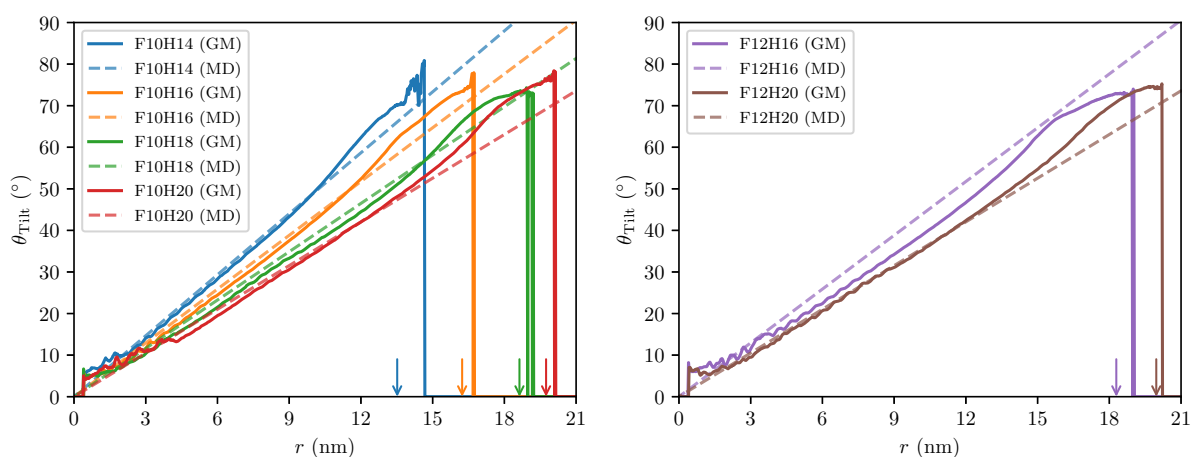 90
80
70
60
50
40
30
20
10
0
θTilt (°)
F10H14 (GM)
F10H14 (MD)
F10H16 (GM)
F10H16 (MD)
F10H18 (GM)
F10H18 (MD)
F10H20 (GM)
F10H20 (MD)
0 3 6 9 12 15 18 21
r (nm)
90
80
70
60
50
40
30
20
10
0
θTilt (°)
F12H16 (GM)
F12H16 (MD)
F12H20 (GM)
F12H20 (MD)
0 3 6 9 12 15 18 21
r (nm)